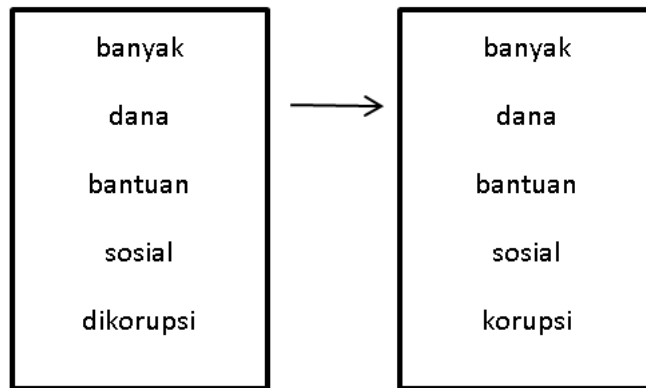 banyak
dana
bantuan
sosial
dikorupsi
banyak
dana
bantuan
sosial
korupsi